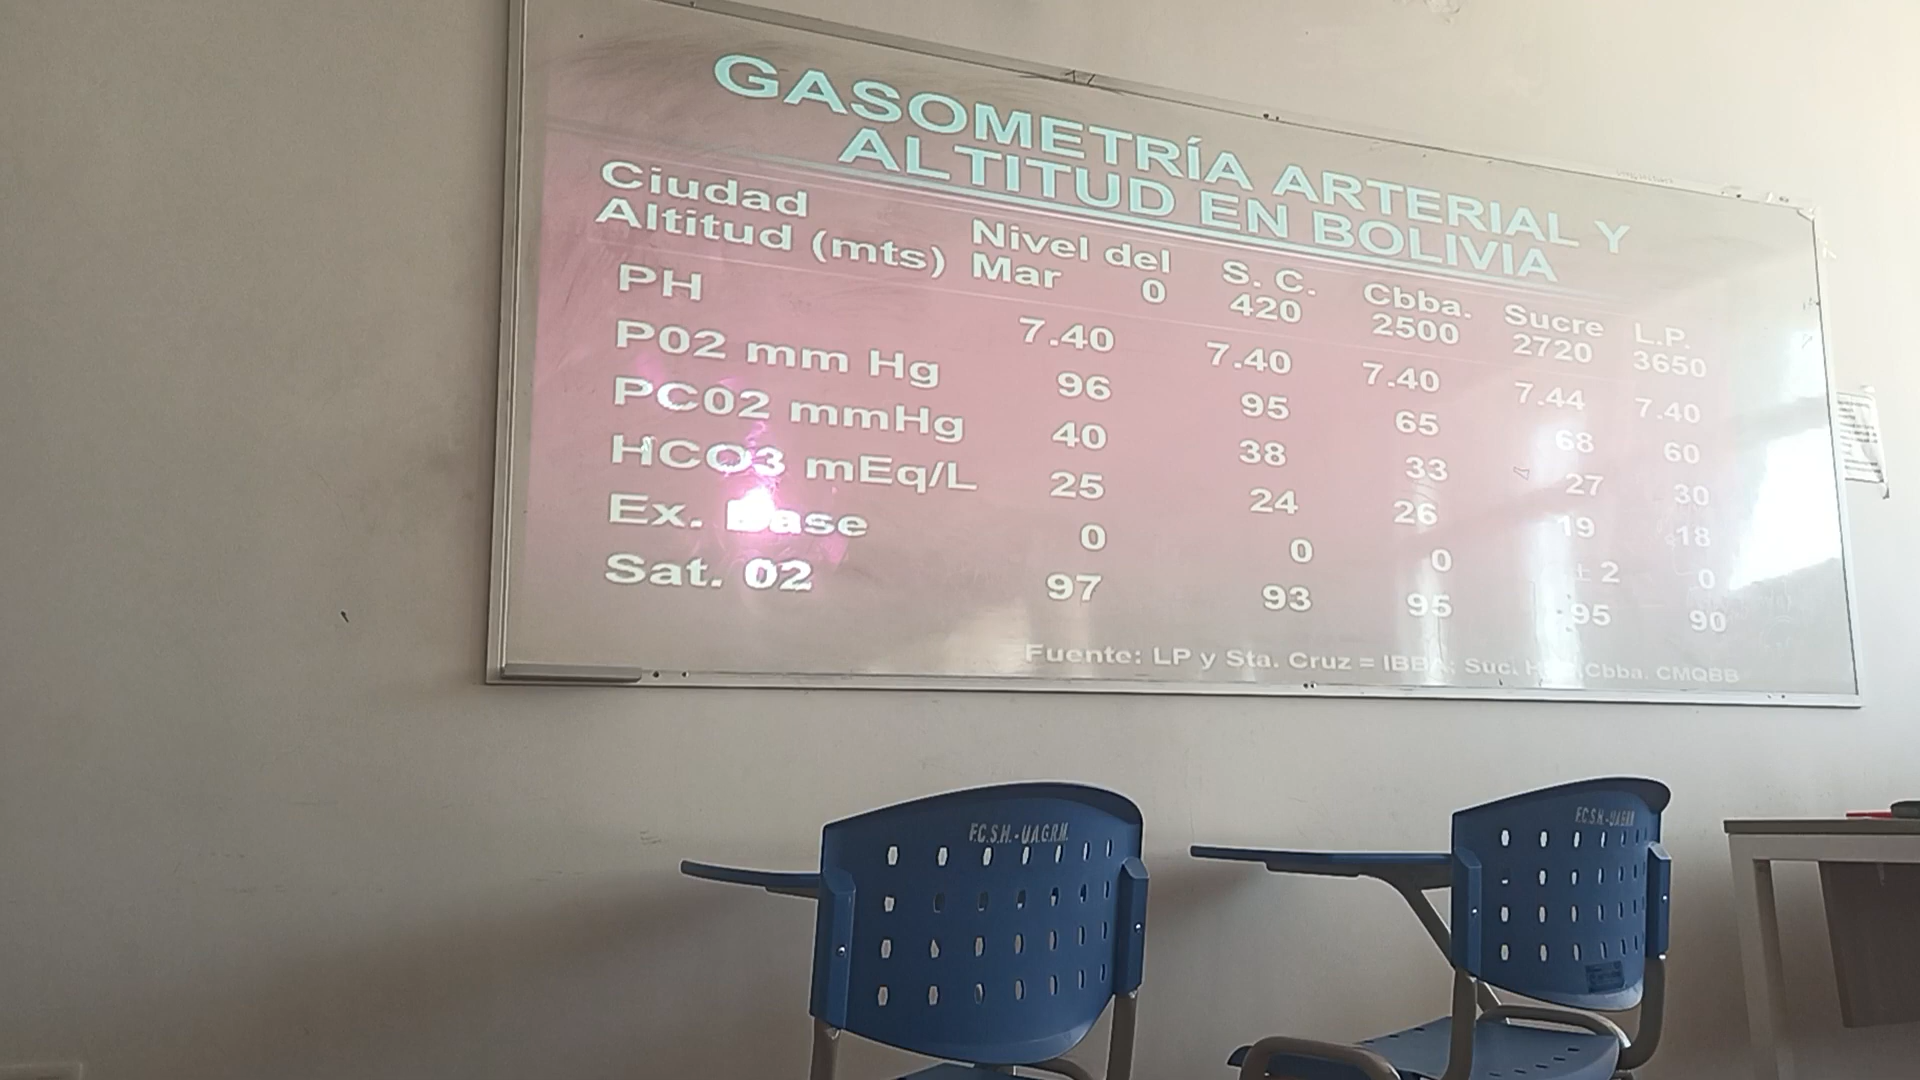 GASOMETRÍA ARTERIAL Y
ALTITUD EN BOLIVIA
Ciudad Nivel del S. C. Cbba. Sucre L.P.
Altitud (mts) Mar 0 420 2500 2720 3650
PH 7.40 7.40 7.40 7.44 7.40
P02 mm Hg 96 95 65 68 60
PC02 mmHg 40 38 33 27 30
HCO3 mEq/L 25 24 26 19 18
Ex. Base 0 0 0 ± 2 0
Sat. 02 97 93 95 95 90
Fuente: LP y Sta. Cruz = IBBA; Suc. Cbba. CMQBB
F.C.S.H.-U.A.G.R.M.
F.C.S.H.-U.A.G.R.M.